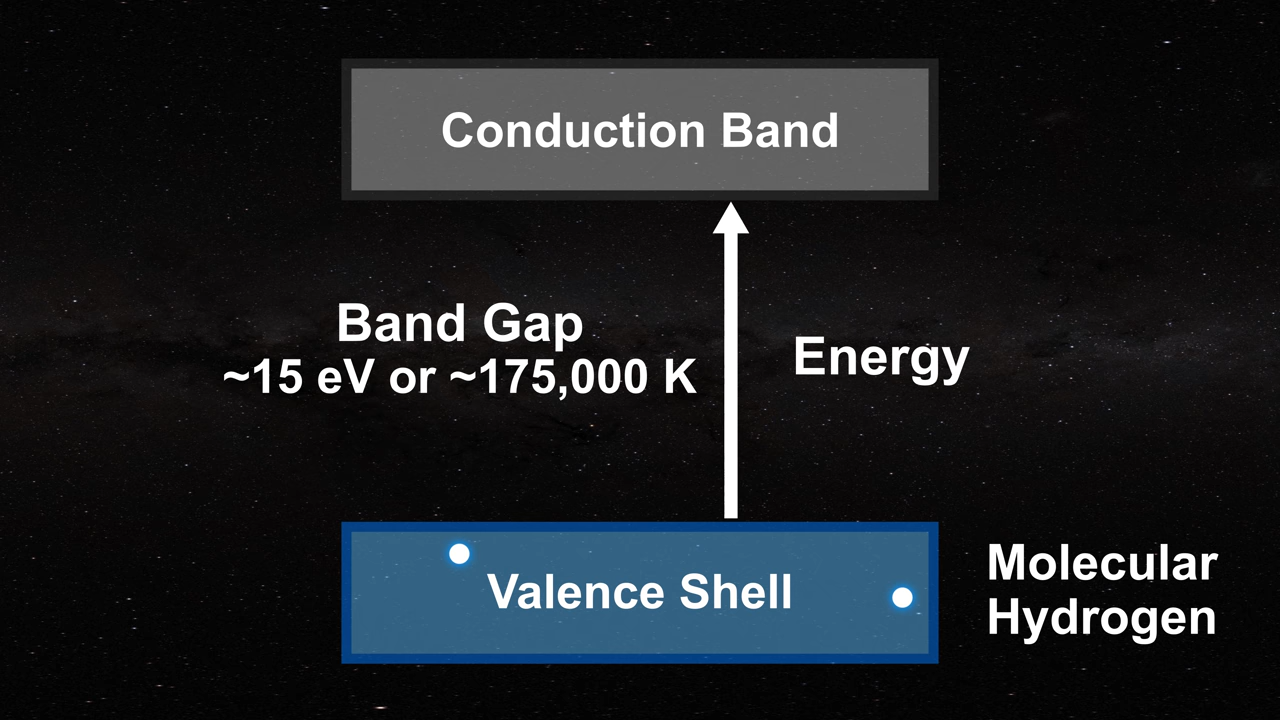 Conduction Band
Band Gap
~15 eV or ~175,000 K
Energy
Valence Shell
Molecular
Hydrogen